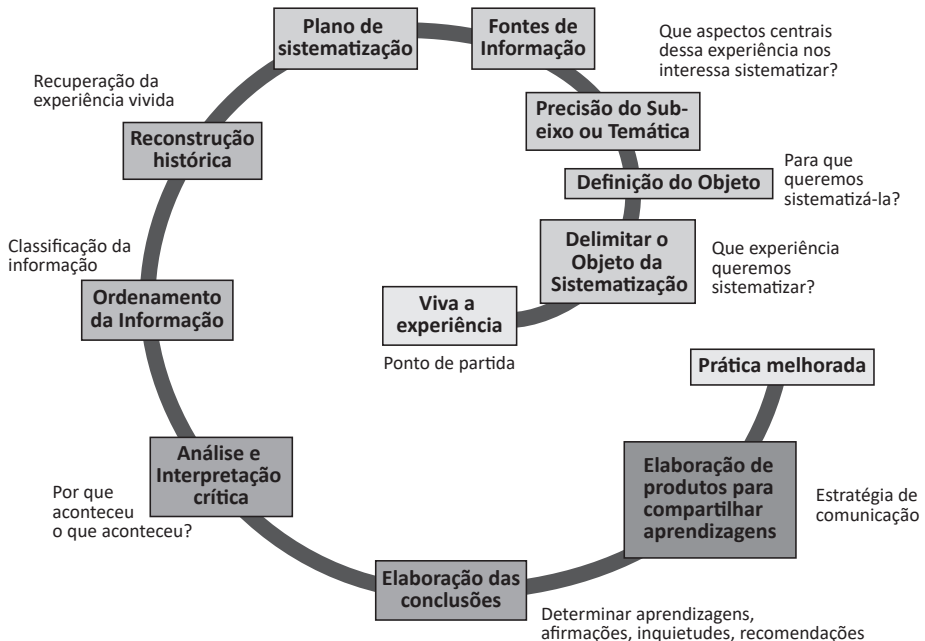 Plano de
sistematização
Fontes de
Informação
Que aspectos centrais
dessa experiência nos
interessa sistematizar?
Recuperação da
experiência vivida
Precisão do Sub-
eixo ou Temática
Reconstrução
histórica
Definição do Objeto
Para que
queremos
sistematizá-la?
Delimitar o
Objeto da
Sistematização
Que experiência
queremos
sistematizar?
Classificação da
informação
Ordenamento
da Informação
Viva a
experiência
Ponto de partida
Prática melhorada
Análise e
Interpretação
crítica
Por que
aconteceu
o que aconteceu?
Elaboração de
produtos para
compartilhar
aprendizagens
Estratégia de
comunicação
Elaboração das
conclusões
Determinar aprendizagens,
afirmações, inquietudes, recomendações